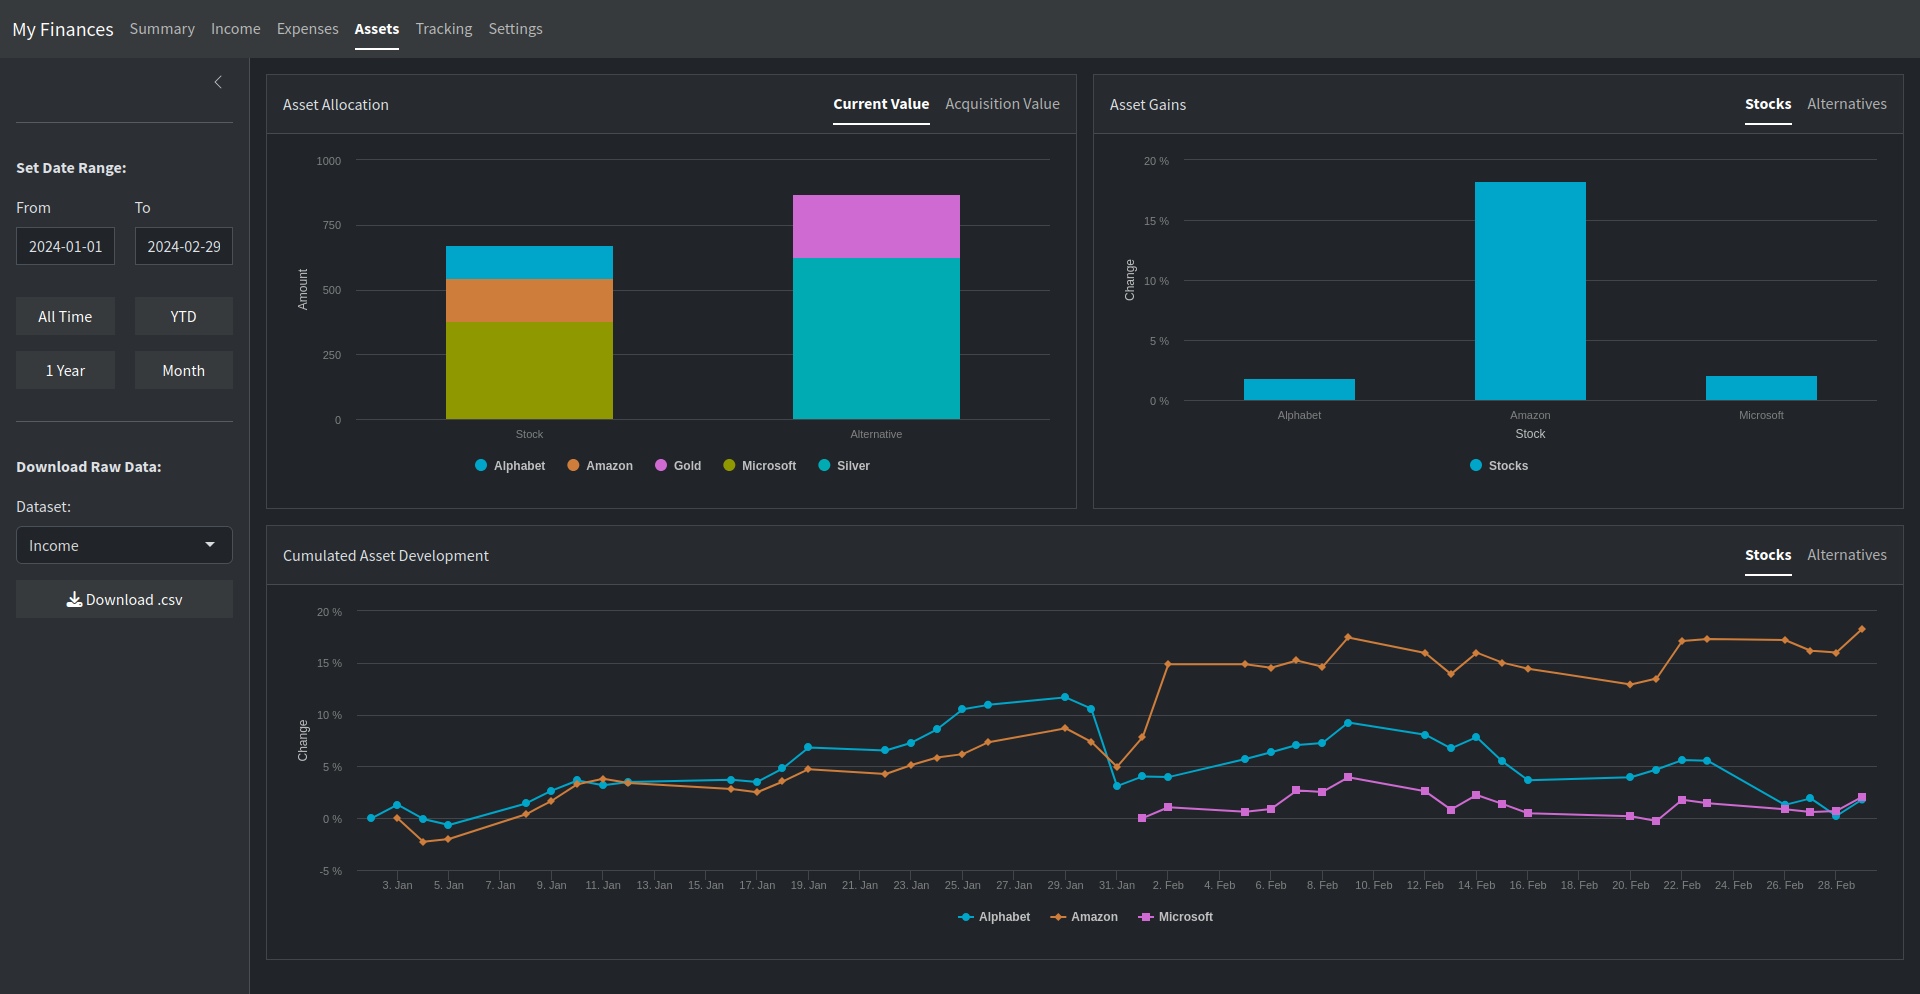 My Finances Summary Income Expenses Assets Tracking Settings
Set Date Range:
From To
2024-01-01 2024-02-29
All Time YTD
1 Year Month
Download Raw Data:
Dataset:
Income
Download .csv
Asset Allocation Current Value Acquisition Value
1000
750
500
250
0
Amount
Stock Alternative
Alphabet Amazon Gold Microsoft Silver
Asset Gains Stocks Alternatives
20 %
15 %
10 %
5 %
0 %
Change
Alphabet Amazon Microsoft
Stock
Stocks
Cumulated Asset Development Stocks Alternatives
20 %
15 %
10 %
5 %
0 %
-5 %
Change
3. Jan 5. Jan 7. Jan 9. Jan 11. Jan 13. Jan 15. Jan 17. Jan 19. Jan 21. Jan 23. Jan 25. Jan 27. Jan 29. Jan 31. Jan 2. Feb 4. Feb 6. Feb 8. Feb 10. Feb 12. Feb 14. Feb 16. Feb 18. Feb 20. Feb 22. Feb 24. Feb 26. Feb 28. Feb
Alphabet Amazon Microsoft